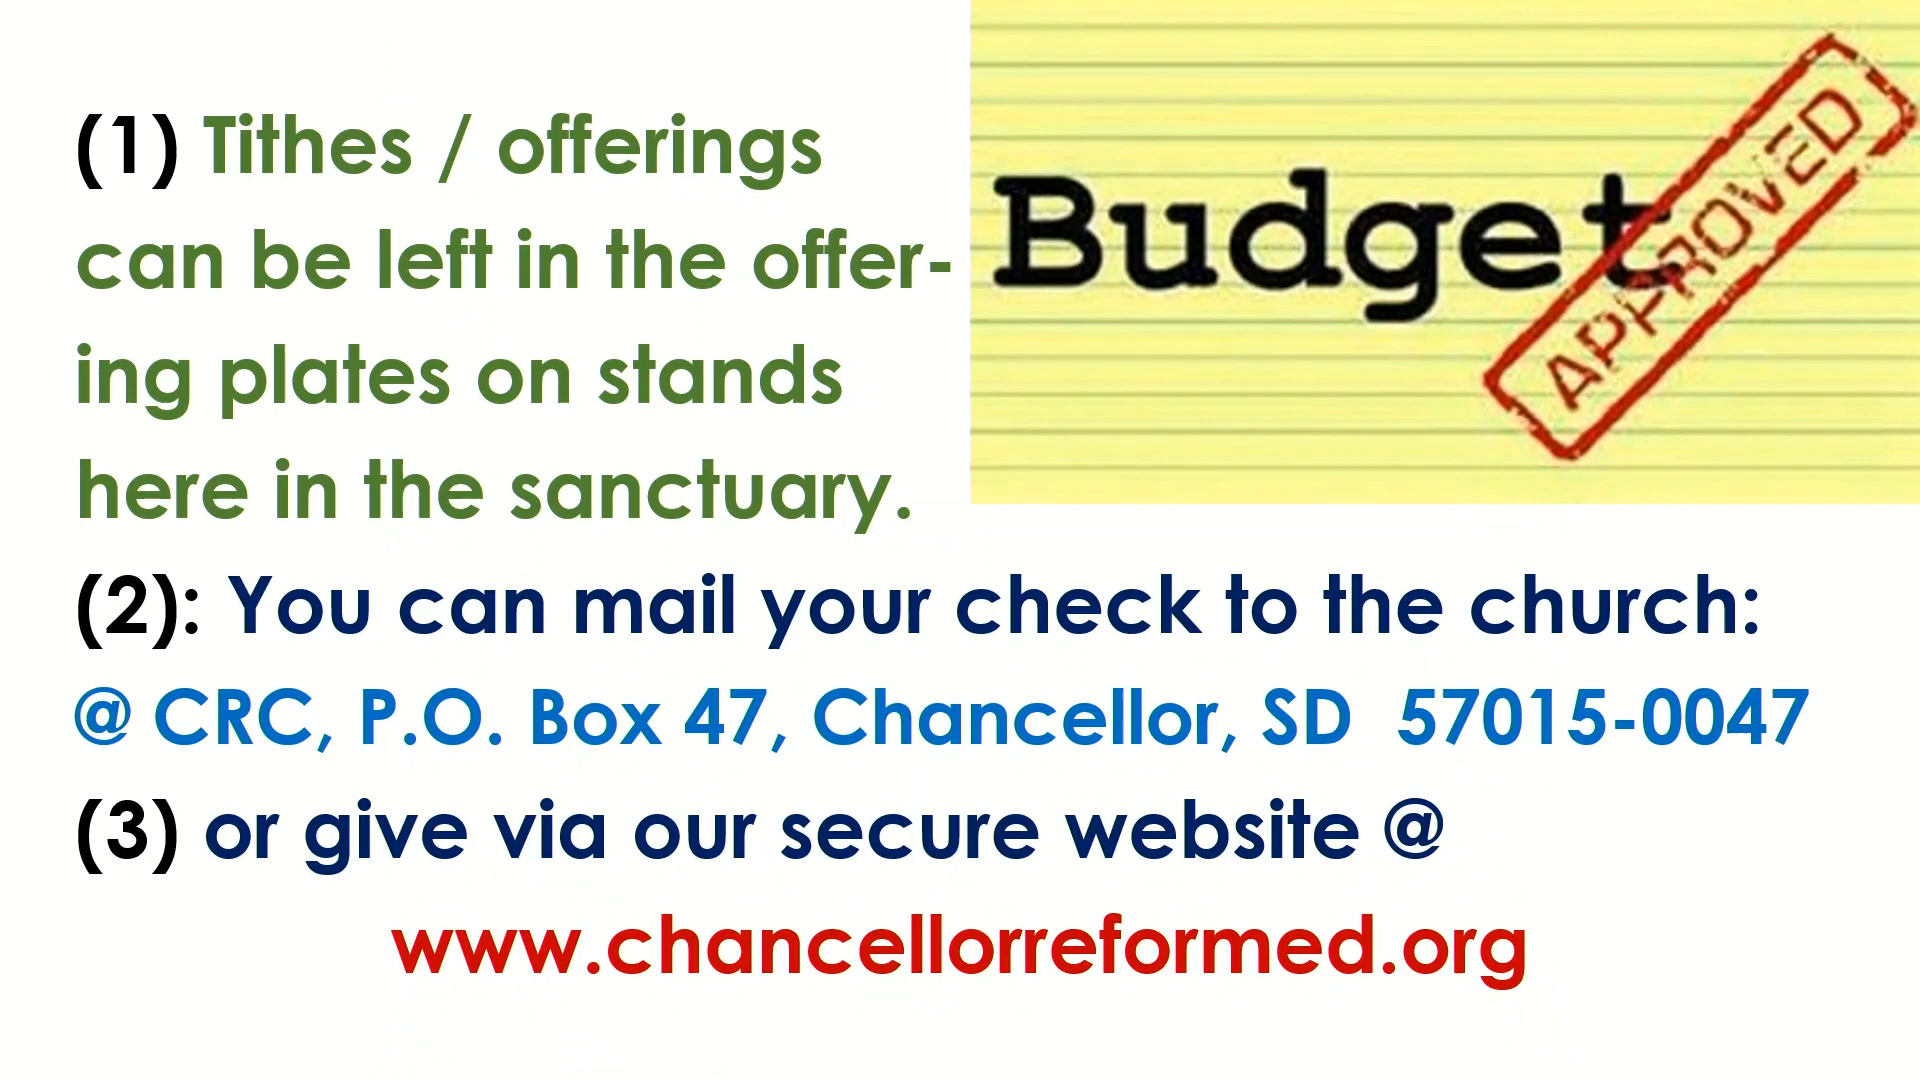 (1) Tithes / offerings
can be left in the offer-
ing plates on stands
here in the sanctuary.
Budget
APPROVED
(2): You can mail your check to the church:
@ CRC, P.O. Box 47, Chancellor, SD  57015-0047
(3) or give via our secure website @
www.chancellorreformed.org